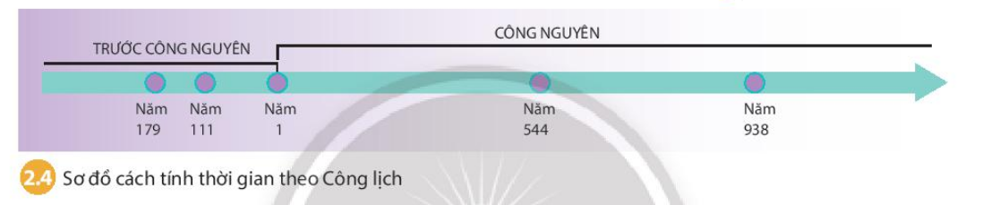 CÔNG NGUYÊN
TRƯỚC CÔNG NGUYÊN
Năm Năm Năm Năm Năm
179 111 1 544 938
2.4 Sơ đồ cách tính thời gian theo Công lịch